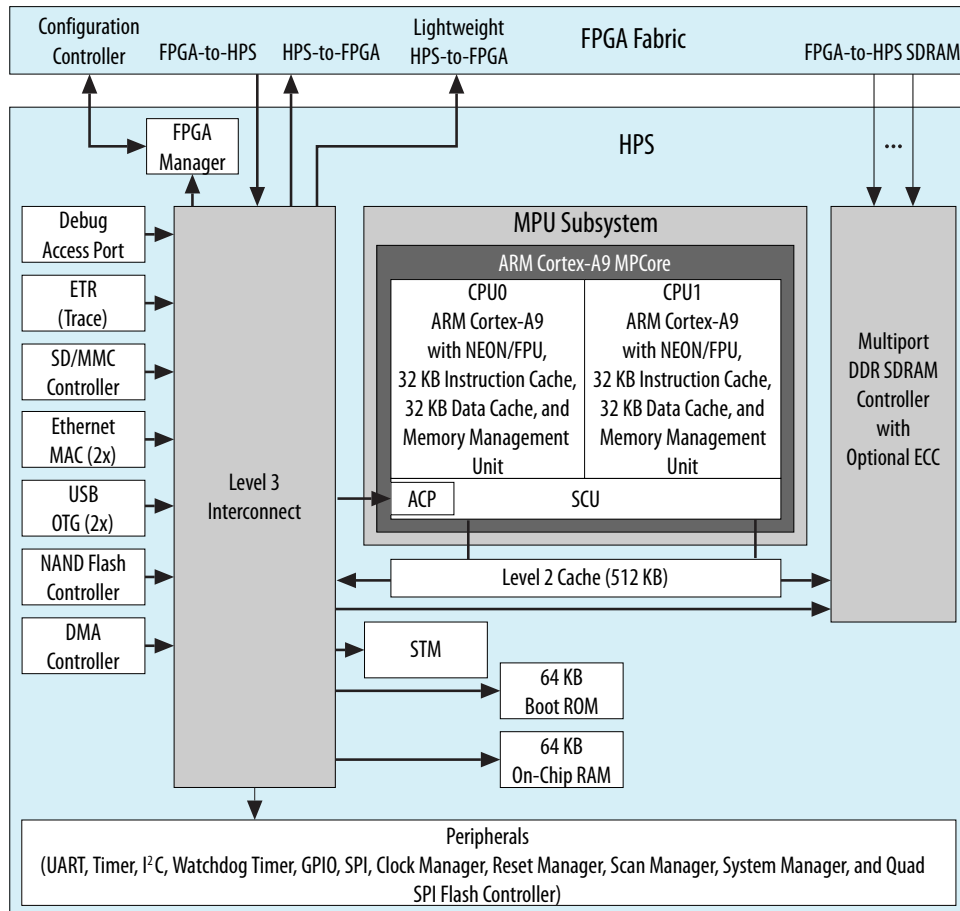 Configuration
Controller
FPGA-to-HPS
HPS-to-FPGA
Lightweight
HPS-to-FPGA
FPGA Fabric
FPGA-to-HPS SDRAM
HPS
FPGA
Manager
...
Debug
Access Port
ETR
(Trace)
SD/MMC
Controller
Ethernet
MAC (2x)
USB
OTG (2x)
NAND Flash
Controller
DMA
Controller
Level 3
Interconnect
MPU Subsystem
ARM Cortex-A9 MPCore
CPU0
ARM Cortex-A9
with NEON/FPU,
32 KB Instruction Cache,
32 KB Data Cache, and
Memory Management
Unit
CPU1
ARM Cortex-A9
with NEON/FPU,
32 KB Instruction Cache,
32 KB Data Cache, and
Memory Management
Unit
ACP
SCU
Level 2 Cache (512 KB)
Multiport
DDR SDRAM
Controller
with
Optional ECC
STM
64 KB
Boot ROM
64 KB
On-Chip RAM
Peripherals
(UART, Timer, I²C, Watchdog Timer, GPIO, SPI, Clock Manager, Reset Manager, Scan Manager, System Manager, and Quad
SPI Flash Controller)